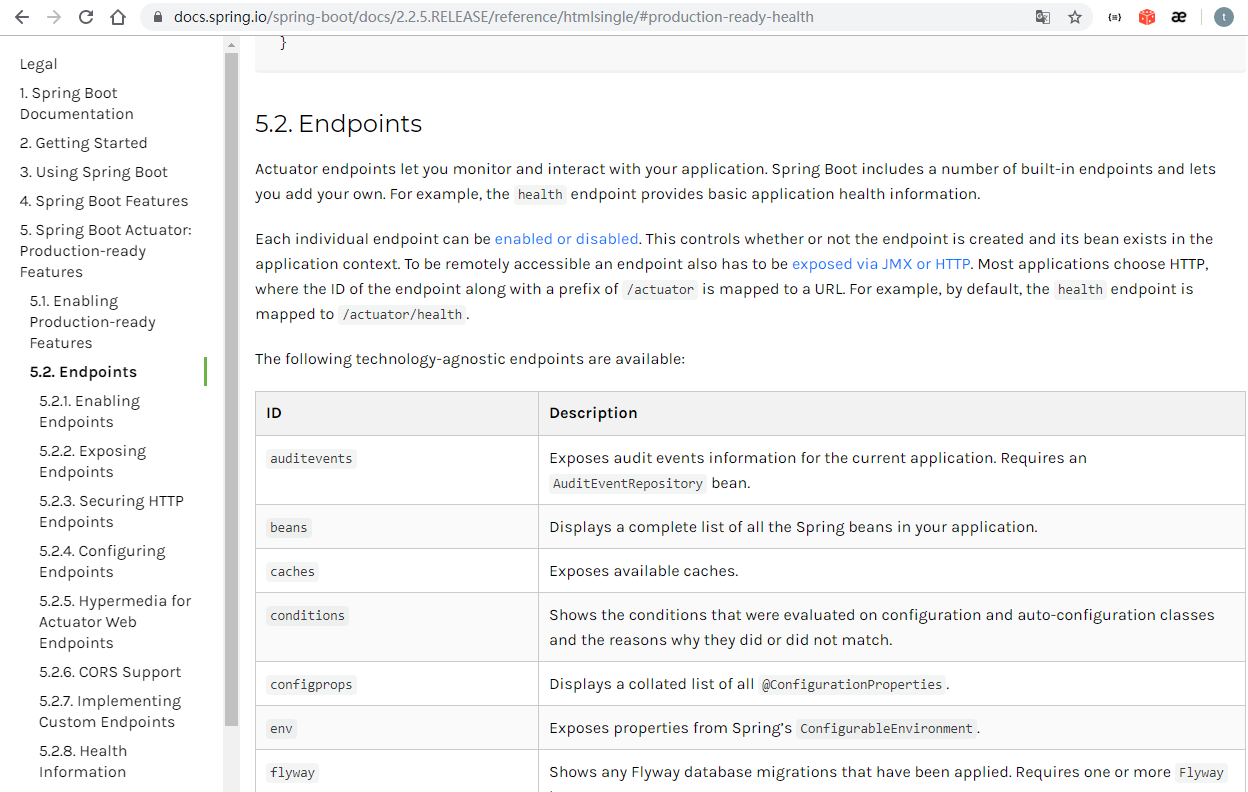 docs.spring.io/spring-boot/docs/2.2.5.RELEASE/reference/htmlsingle/#production-ready-health
t
Legal
1. Spring Boot
Documentation
2. Getting Started
3. Using Spring Boot
4. Spring Boot Features
5. Spring Boot Actuator:
Production-ready
Features
5.1. Enabling
Production-ready
Features
5.2. Endpoints
5.2.1. Enabling
Endpoints
5.2.2. Exposing
Endpoints
5.2.3. Securing HTTP
Endpoints
5.2.4. Configuring
Endpoints
5.2.5. Hypermedia for
Actuator Web
Endpoints
5.2.6. CORS Support
5.2.7. Implementing
Custom Endpoints
5.2.8. Health
Information
}
5.2. Endpoints
Actuator endpoints let you monitor and interact with your application. Spring Boot includes a number of built-in endpoints and lets
you add your own. For example, the health endpoint provides basic application health information.
Each individual endpoint can be enabled or disabled. This controls whether or not the endpoint is created and its bean exists in the
application context. To be remotely accessible an endpoint also has to be exposed via JMX or HTTP. Most applications choose HTTP,
where the ID of the endpoint along with a prefix of /actuator is mapped to a URL. For example, by default, the health endpoint is
mapped to /actuator/health.
The following technology-agnostic endpoints are available:
ID Description
auditevents Exposes audit events information for the current application. Requires an
AuditEventRepository bean.
beans Displays a complete list of all the Spring beans in your application.
caches Exposes available caches.
conditions Shows the conditions that were evaluated on configuration and auto-configuration classes
and the reasons why they did or did not match.
configprops Displays a collated list of all @ConfigurationProperties.
env Exposes properties from Spring’s ConfigurableEnvironment.
flyway Shows any Flyway database migrations that have been applied. Requires one or more Flyway